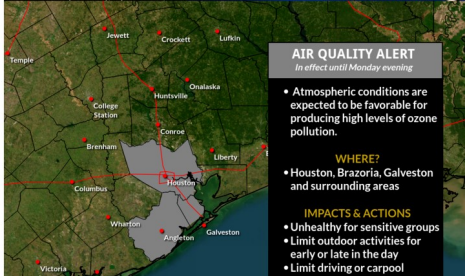 Jewett
Crockett
Lufkin
Temple
Onalaska
Huntsville
College
Station
Conroe
Brenham
Liberty
Houston
Columbus
Wharton
Galveston
Angleton
Victoria
AIR QUALITY ALERT
In effect until Monday evening
• Atmospheric conditions are
expected to be favorable for
producing high levels of ozone
pollution.
WHERE?
• Houston, Brazoria, Galveston
and surrounding areas
IMPACTS & ACTIONS
• Unhealthy for sensitive groups
• Limit outdoor activities for
early or late in the day
• Limit driving or carpool